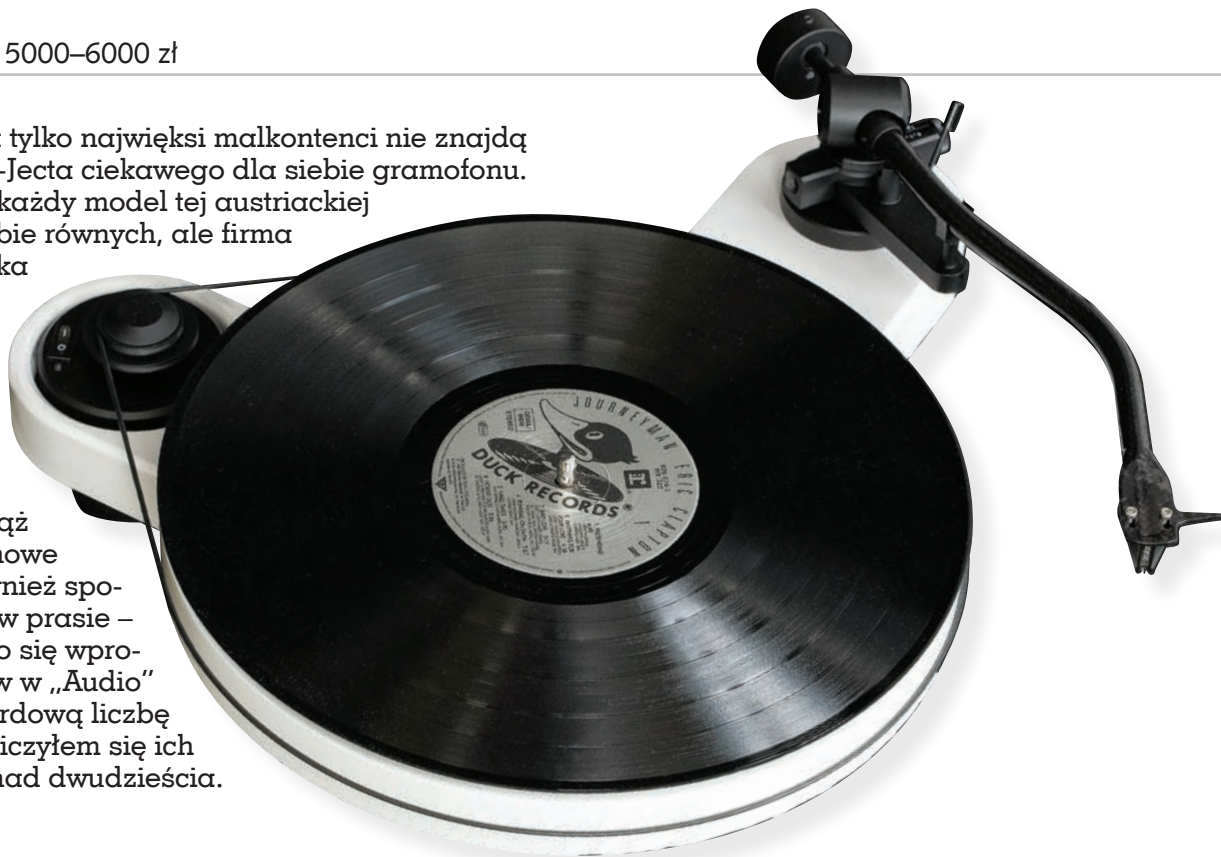 5000–6000 zł
tylko najwięksi malkontenci nie znajdą
-Jecta ciekawego dla siebie gramofonu.
każdy model tej austriackiej
bie równych, ale firma
ka
ąż
nowe
wnież spo-
w prasie –
o się wpro-
w w „Audio”
rdową liczbę
iczyłem się ich
nad dwudzieścia.
JOURNEYMAN ERIC CLAPTON
DUCK RECORDS®